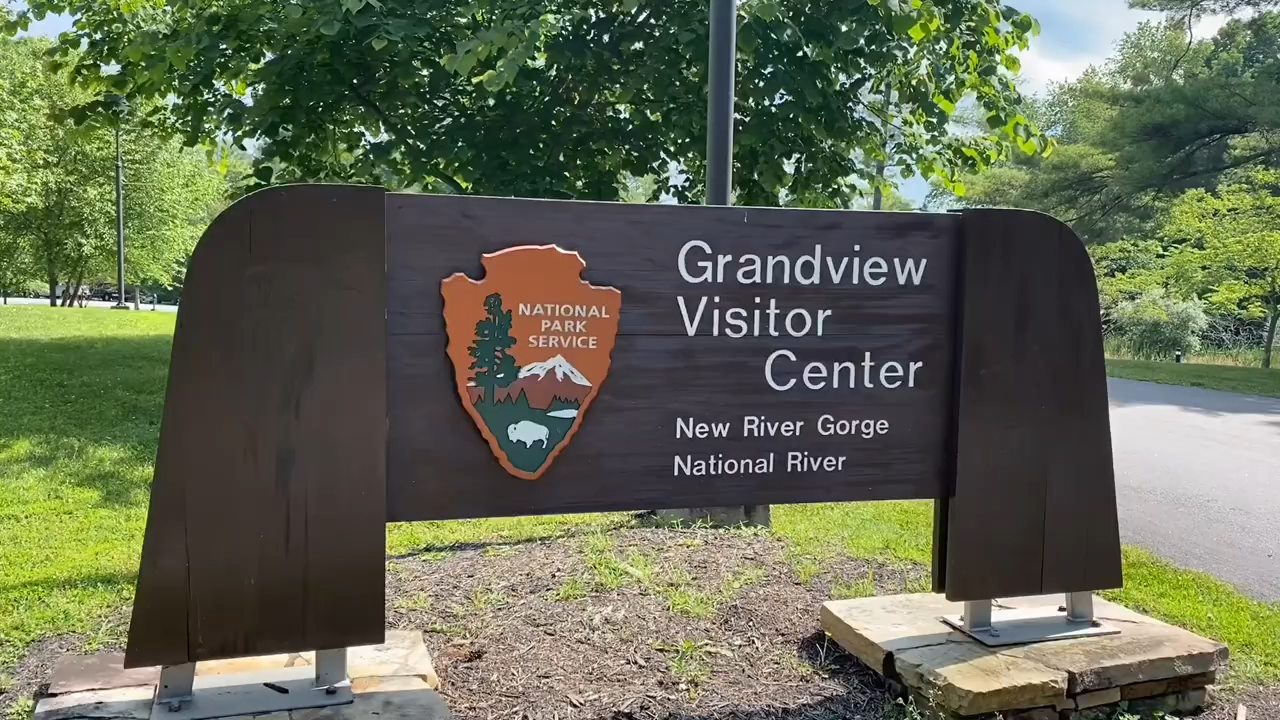 NATIONAL
PARK
SERVICE
Grandview
Visitor
Center
New River Gorge
National River